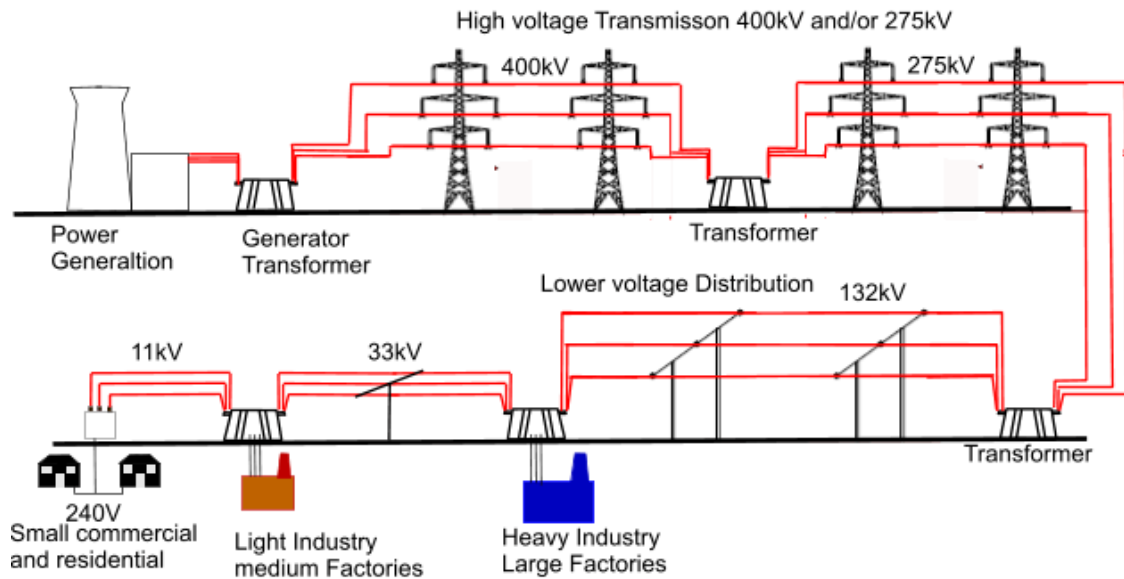 High voltage Transmisson 400kV and/or 275kV
400kV
275kV
Power
Generaltion
Generator
Transformer
Transformer
Lower voltage Distribution
132kV
11kV
33kV
Transformer
240V
Small commercial
and residential
Light Industry
medium Factories
Heavy Industry
Large Factories